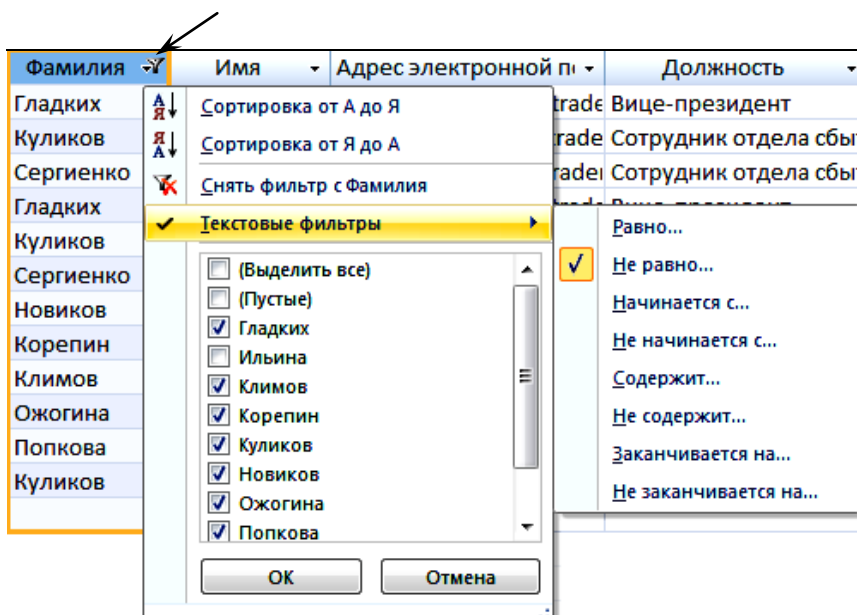 Фамилия Имя Адрес электронной п Должность
Гладких trade Вице-президент
Куликов trade Сотрудник отдела сбы
Сергиенко trade Сотрудник отдела сбы
Гладких
Куликов
Сергиенко
Новиков
Корепин
Климов
Ожогина
Попкова
Куликов
Сортировка от А до Я
Сортировка от Я до А
Снять фильтр с Фамилия
Текстовые фильтры
(Выделить все)
(Пустые)
Гладких
Ильина
Климов
Корепин
Куликов
Новиков
Ожогина
Попкова
ОК Отмена
Равно...
Не равно...
Начинается с...
Не начинается с...
Содержит...
Не содержит...
Заканчивается на...
Не заканчивается на...